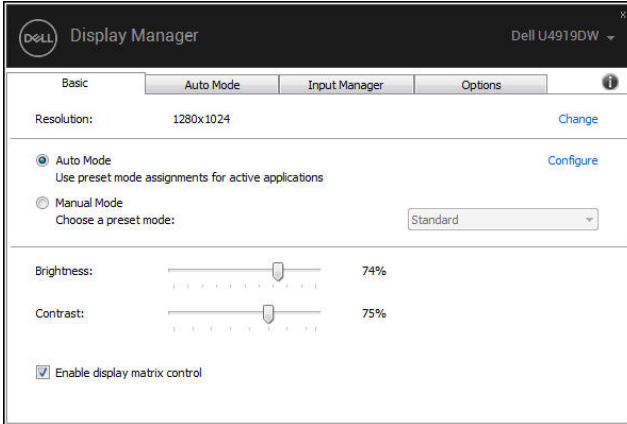 x
DELL Display Manager Dell U4919DW
Basic Auto Mode Input Manager Options i
Resolution: 1280x1024 Change
Auto Mode Configure
Use preset mode assignments for active applications
Manual Mode
Choose a preset mode: Standard
Brightness: 74%
Contrast: 75%
Enable display matrix control